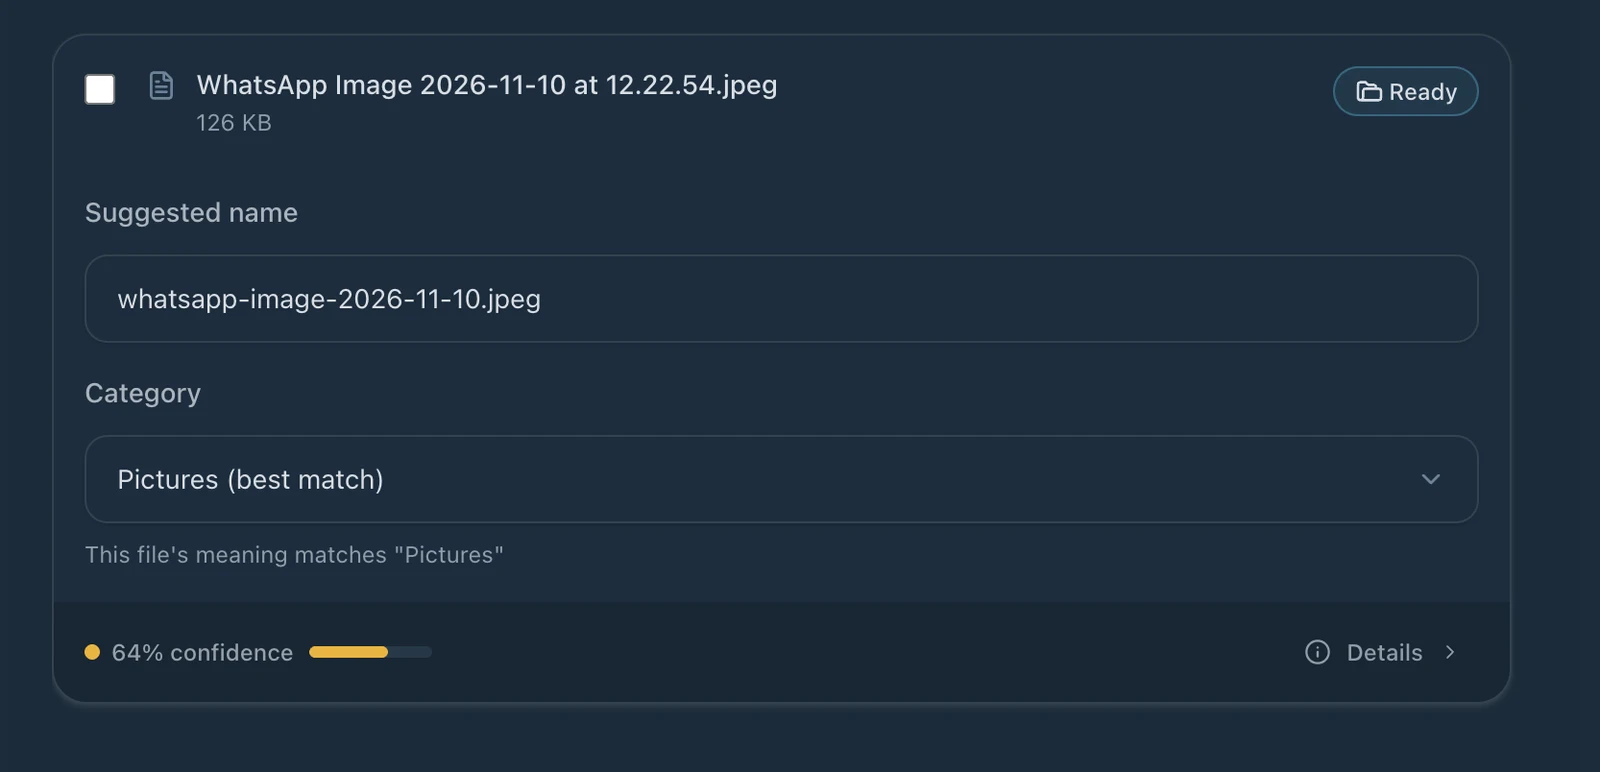 WhatsApp Image 2026-11-10 at 12.22.54.jpeg
Ready
126 KB
Suggested name
whatsapp-image-2026-11-10.jpeg
Category
Pictures (best match)
This file's meaning matches "Pictures"
64% confidence
Details